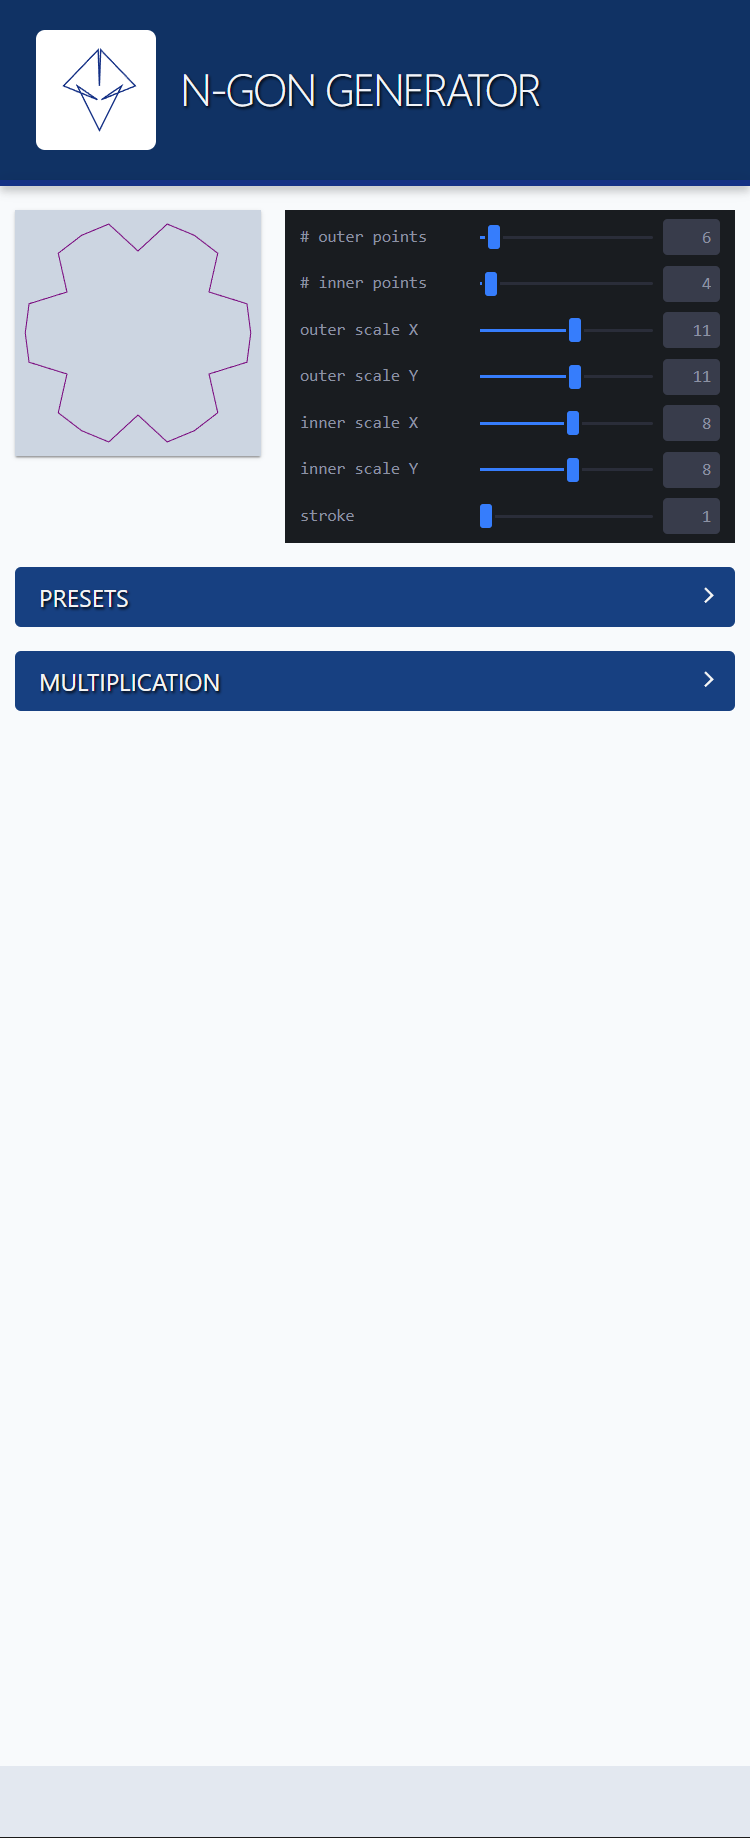 N-GON GENERATOR
# outer points 6
# inner points 4
outer scale X 11
outer scale Y 11
inner scale X 8
inner scale Y 8
stroke 1
PRESETS
MULTIPLICATION